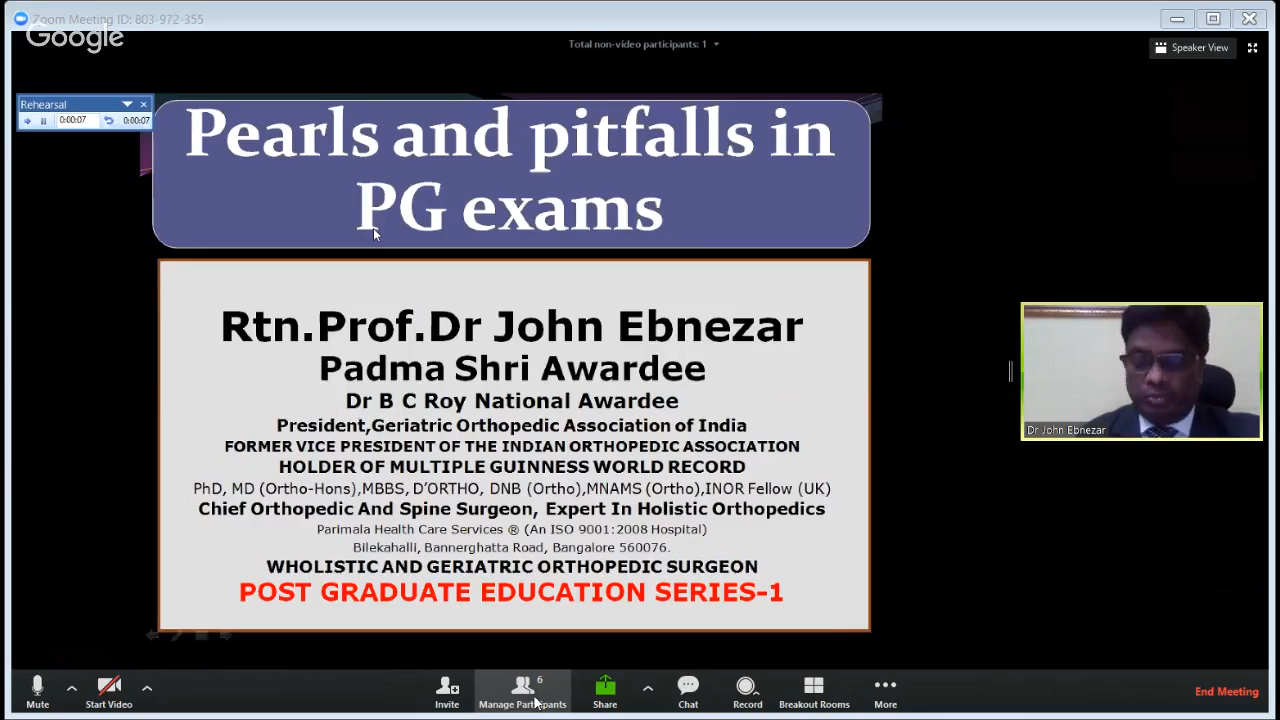 Zoom Meeting ID: 803-972-355
Google
Total non-video participants: 1
Speaker View
Rehearsal
0:00:07 0:00:07
Pearls and pitfalls in
PG exams
Rtn.Prof.Dr John Ebnezar
Padma Shri Awardee
Dr B C Roy National Awardee
President,Geriatric Orthopedic Association of India
FORMER VICE PRESIDENT OF THE INDIAN ORTHOPEDIC ASSOCIATION
HOLDER OF MULTIPLE GUINNESS WORLD RECORD
PhD, MD (Ortho-Hons),MBBS, D'ORTHO, DNB (Ortho),MNAMS (Ortho),INOR Fellow (UK)
Chief Orthopedic And Spine Surgeon, Expert In Holistic Orthopedics
Parimala Health Care Services ® (An ISO 9001:2008 Hospital)
Bilekahalli, Bannerghatta Road, Bangalore 560076.
WHOLISTIC AND GERIATRIC ORTHOPEDIC SURGEON
POST GRADUATE EDUCATION SERIES-1
Dr John Ebnezar
Mute
Start Video
Invite
6
Manage Participants
Share
Chat
Record
Breakout Rooms
More
End Meeting